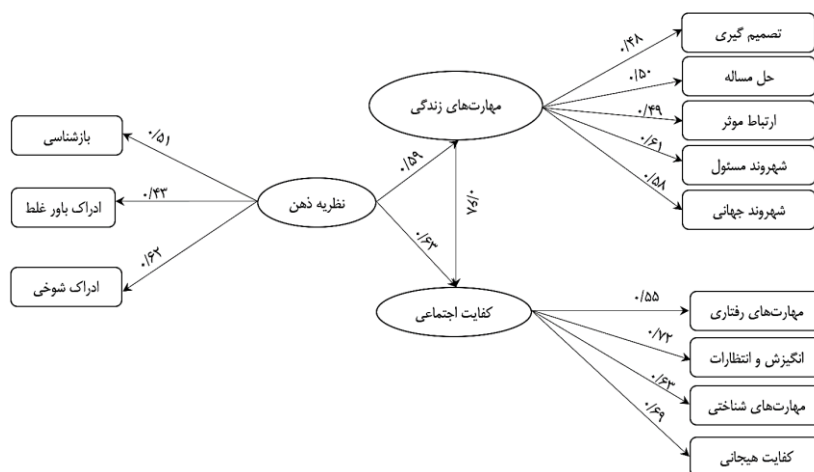 تصمیم گیری
۰/۴۸
حل مساله
۰/۵۰
مهارت‌های زندگی
ارتباط موثر
۰/۴۹
شهروند مسئول
۰/۶۱
شهروند جهانی
۰/۵۸
بازشناسی
۰/۵۱
ادراک باور غلط
۰/۴۳
ادراک شوخی
۰/۶۲
نظریه ذهن
۰/۵۹
۰/۶۸
۰/۶۳
کفایت اجتماعی
مهارت‌های رفتاری
۰/۵۵
انگیزش و انتظارات
۰/۷۲
مهارت‌های شناختی
۰/۶۳
کفایت هیجانی
۰/۶۹